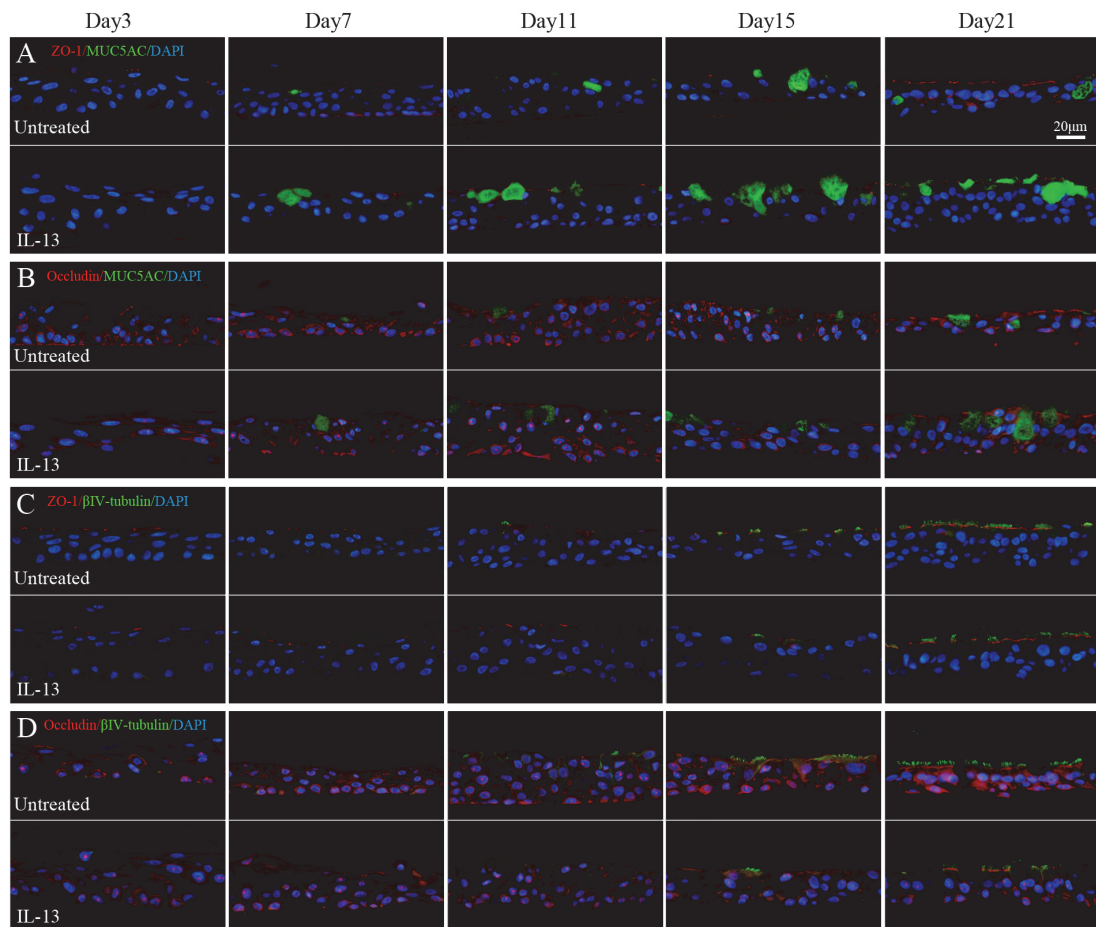 Day3 Day7 Day11 Day15 Day21
A ZO-1/MUC5AC/DAPI
Untreated
20μm
IL-13
B Occludin/MUC5AC/DAPI
Untreated
IL-13
C ZO-1/βIV-tubulin/DAPI
Untreated
IL-13
D Occludin/βIV-tubulin/DAPI
Untreated
IL-13